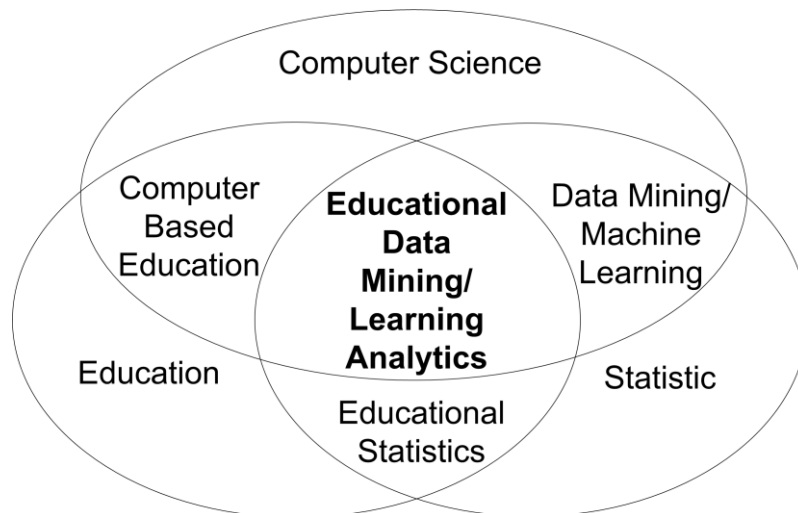 Computer Science
Computer
Based
Education
Educational
Data
Mining/
Learning
Analytics
Data Mining/
Machine
Learning
Education
Statistic
Educational
Statistics